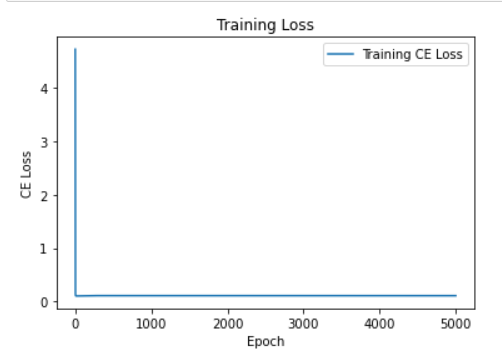 Training Loss
Training CE Loss
CE Loss
4
3
2
1
0
0 1000 2000 3000 4000 5000
Epoch